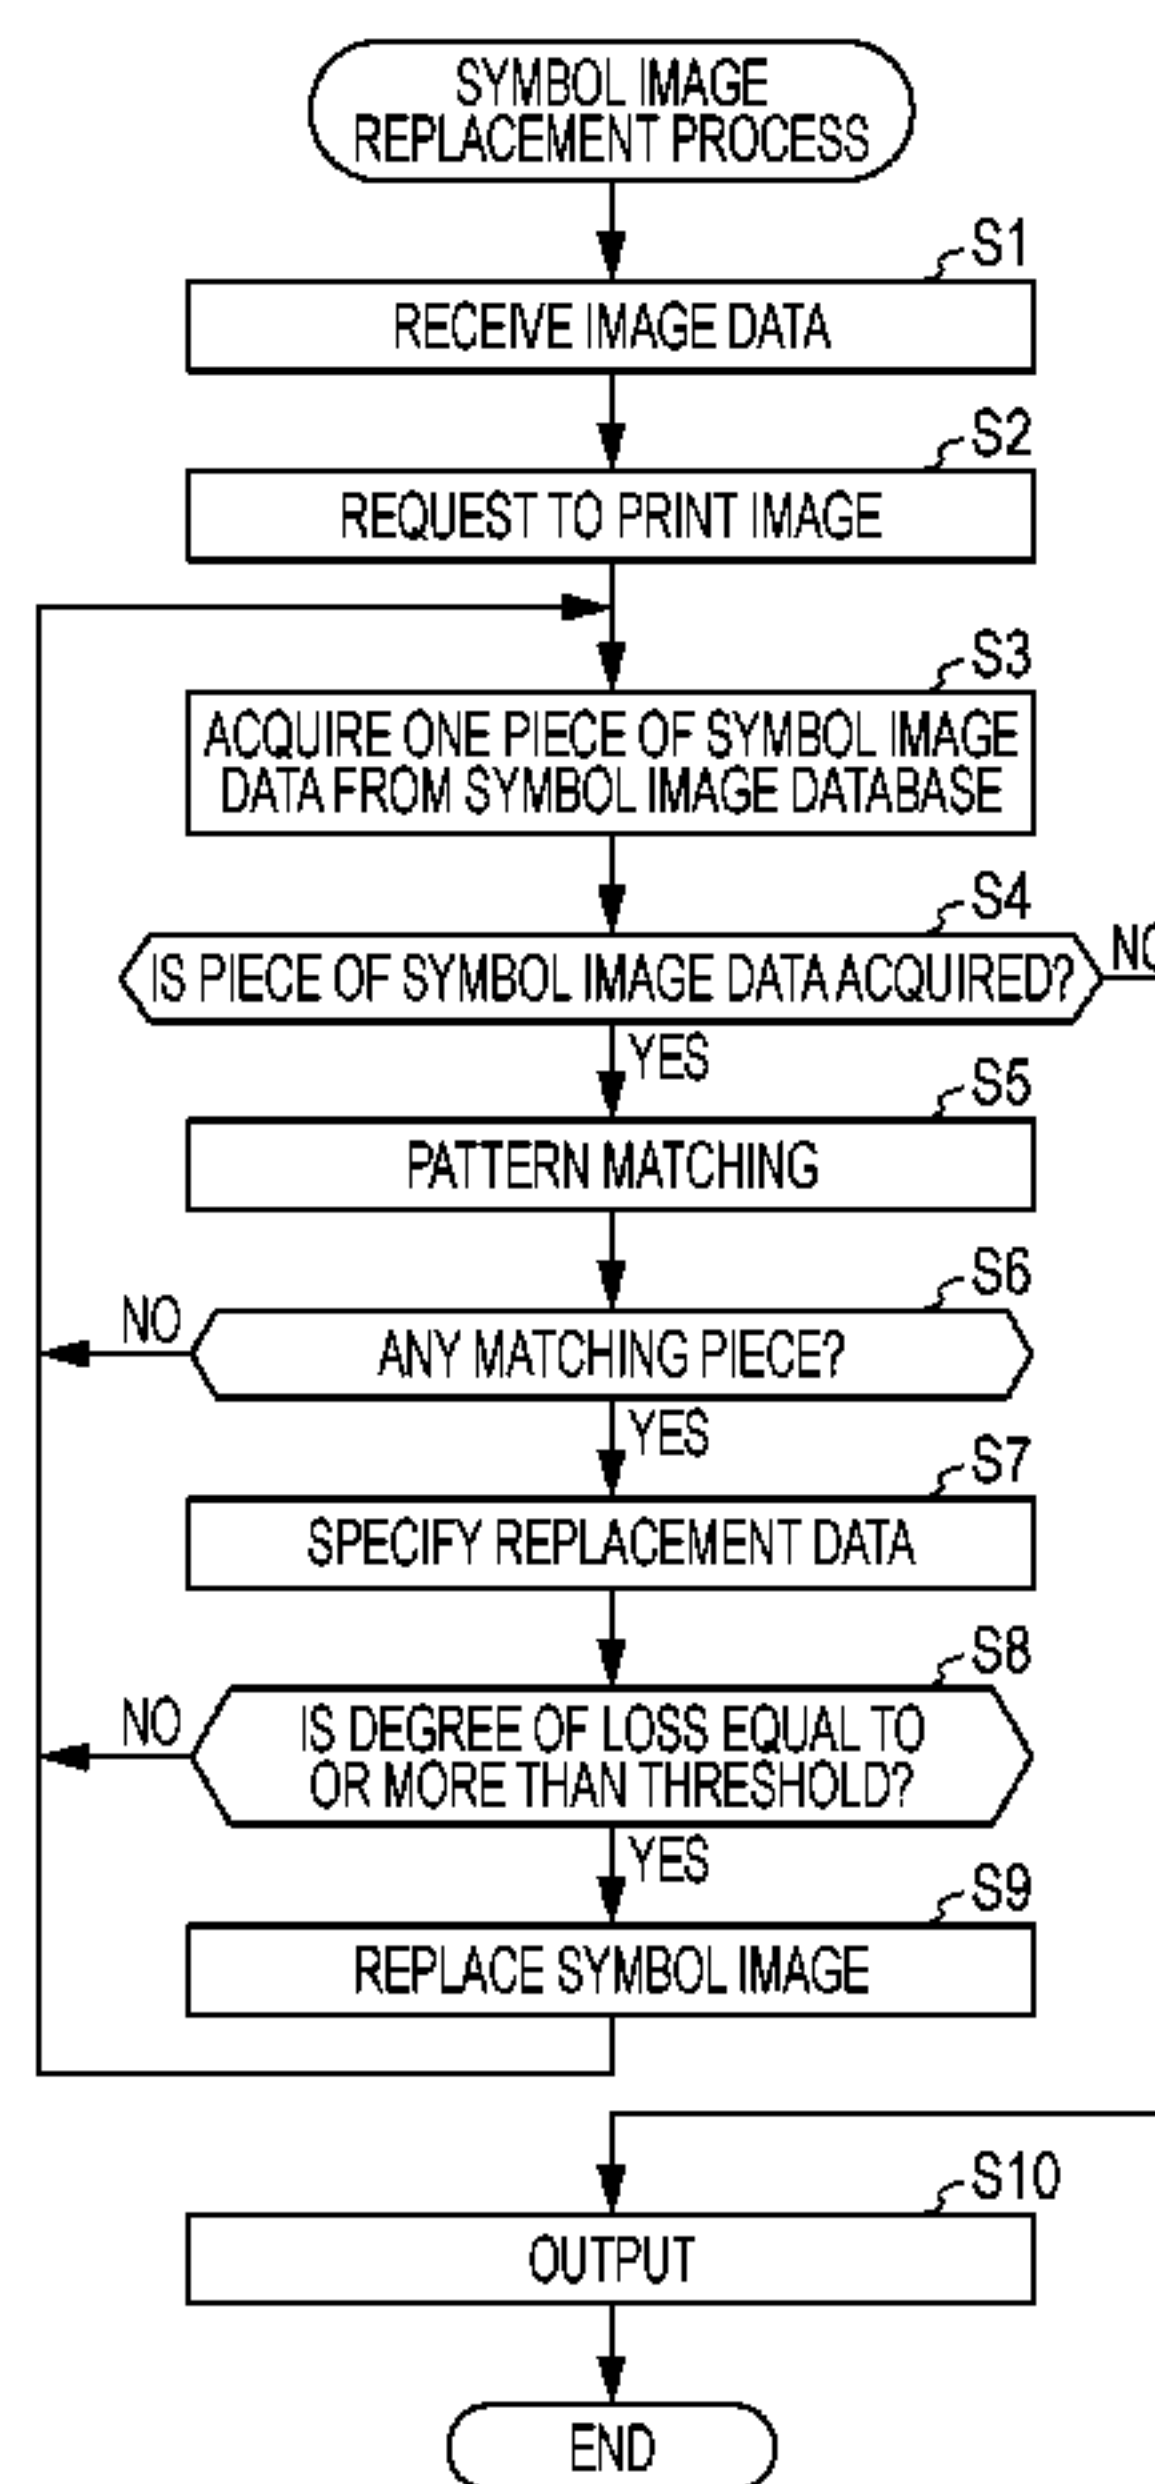 SYMBOL IMAGE
REPLACEMENT PROCESS
S1
RECEIVE IMAGE DATA
S2
REQUEST TO PRINT IMAGE
S3
ACQUIRE ONE PIECE OF SYMBOL IMAGE
DATA FROM SYMBOL IMAGE DATABASE
S4
IS PIECE OF SYMBOL IMAGE DATA ACQUIRED?
NO
YES
S5
PATTERN MATCHING
S6
NO
ANY MATCHING PIECE?
YES
S7
SPECIFY REPLACEMENT DATA
S8
NO
IS DEGREE OF LOSS EQUAL TO
OR MORE THAN THRESHOLD?
YES
S9
REPLACE SYMBOL IMAGE
S10
OUTPUT
END